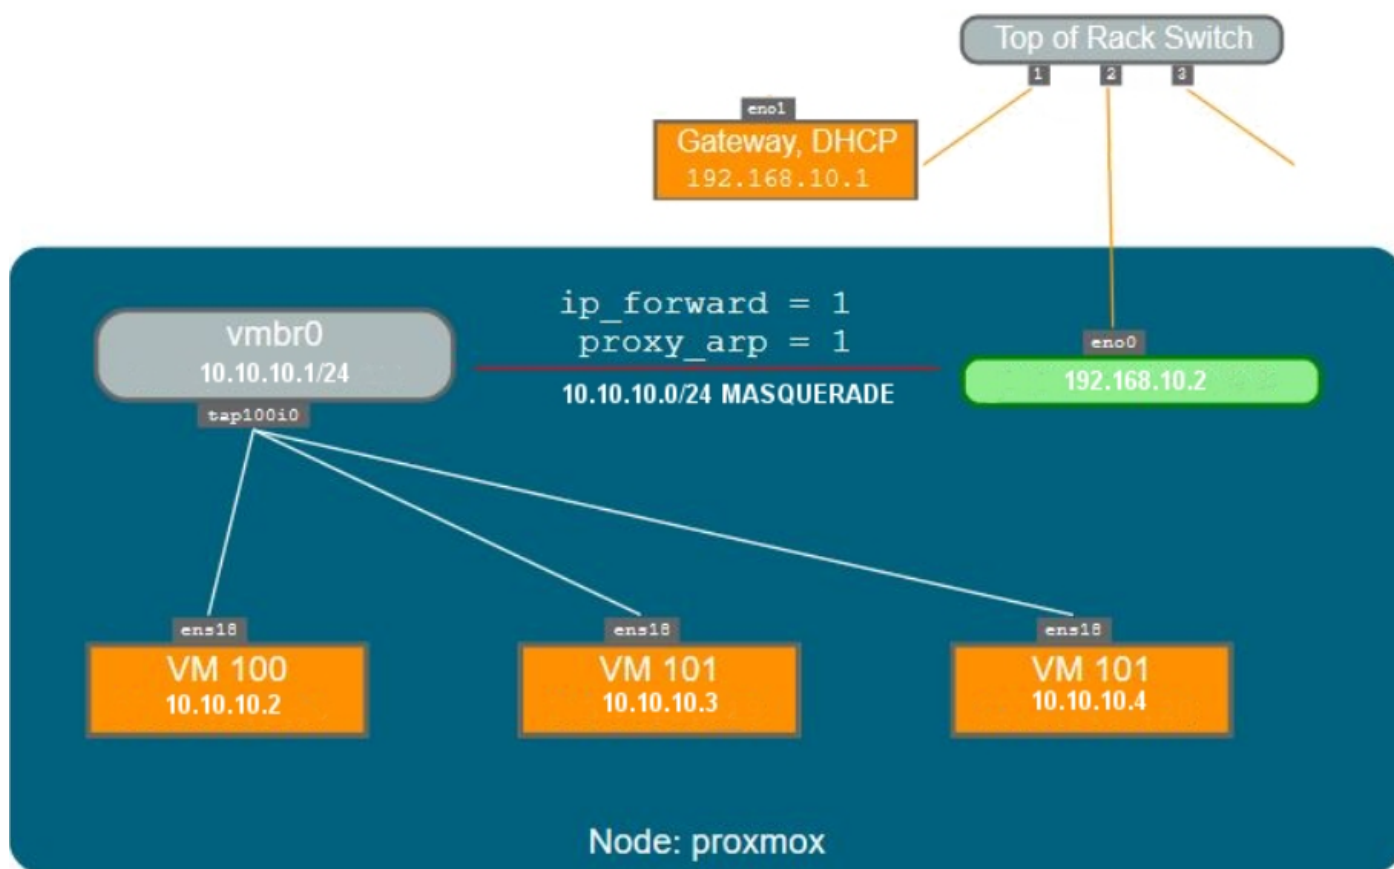 Top of Rack Switch
1 2 3
eno1
Gateway, DHCP
192.168.10.1
vmbr0
10.10.10.1/24
tap100i0
ip_forward = 1
proxy_arp = 1
10.10.10.0/24 MASQUERADE
eno0
192.168.10.2
ens18
VM 100
10.10.10.2
ens18
VM 101
10.10.10.3
ens18
VM 101
10.10.10.4
Node: proxmox